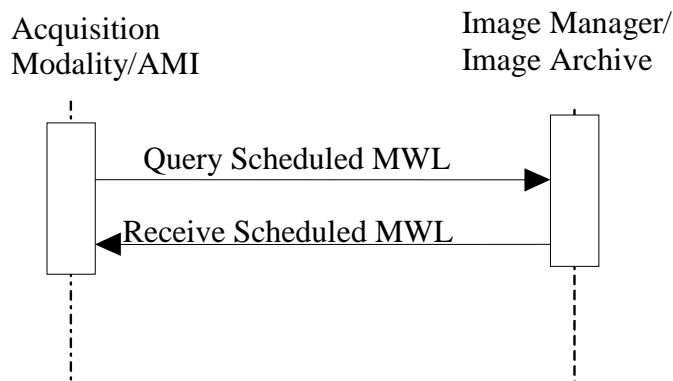 Acquisition
Modality/AMI
Image Manager/
Image Archive
Query Scheduled MWL
Receive Scheduled MWL